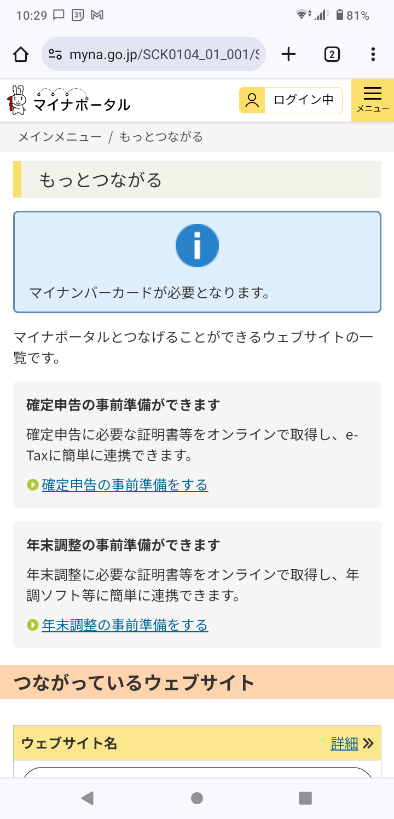 10:29 31 81%
myna.go.jp/SCK0104_01_001/S 2
マイナポータル ログイン中 メニュー
メインメニュー / もっとつながる
もっとつながる
マイナンバーカードが必要となります。
マイナポータルとつなげることができるウェブサイトの一
覧です。
確定申告の事前準備ができます
確定申告に必要な証明書等をオンラインで取得し、e-
Taxに簡単に連携できます。
確定申告の事前準備をする
年末調整の事前準備ができます
年末調整に必要な証明書等をオンラインで取得し、年
調ソフト等に簡単に連携できます。
年末調整の事前準備をする
つながっているウェブサイト
ウェブサイト名 詳細